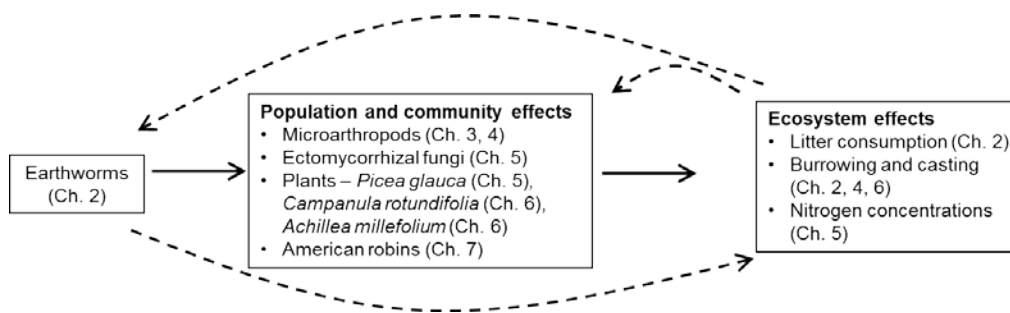 Earthworms
(Ch. 2)
Population and community effects
• Microarthropods (Ch. 3, 4)
• Ectomycorrhizal fungi (Ch. 5)
• Plants – Picea glauca (Ch. 5),
Campanula rotundifolia (Ch. 6),
Achillea millefolium (Ch. 6)
• American robins (Ch. 7)
Ecosystem effects
• Litter consumption (Ch. 2)
• Burrowing and casting
(Ch. 2, 4, 6)
• Nitrogen concentrations
(Ch. 5)